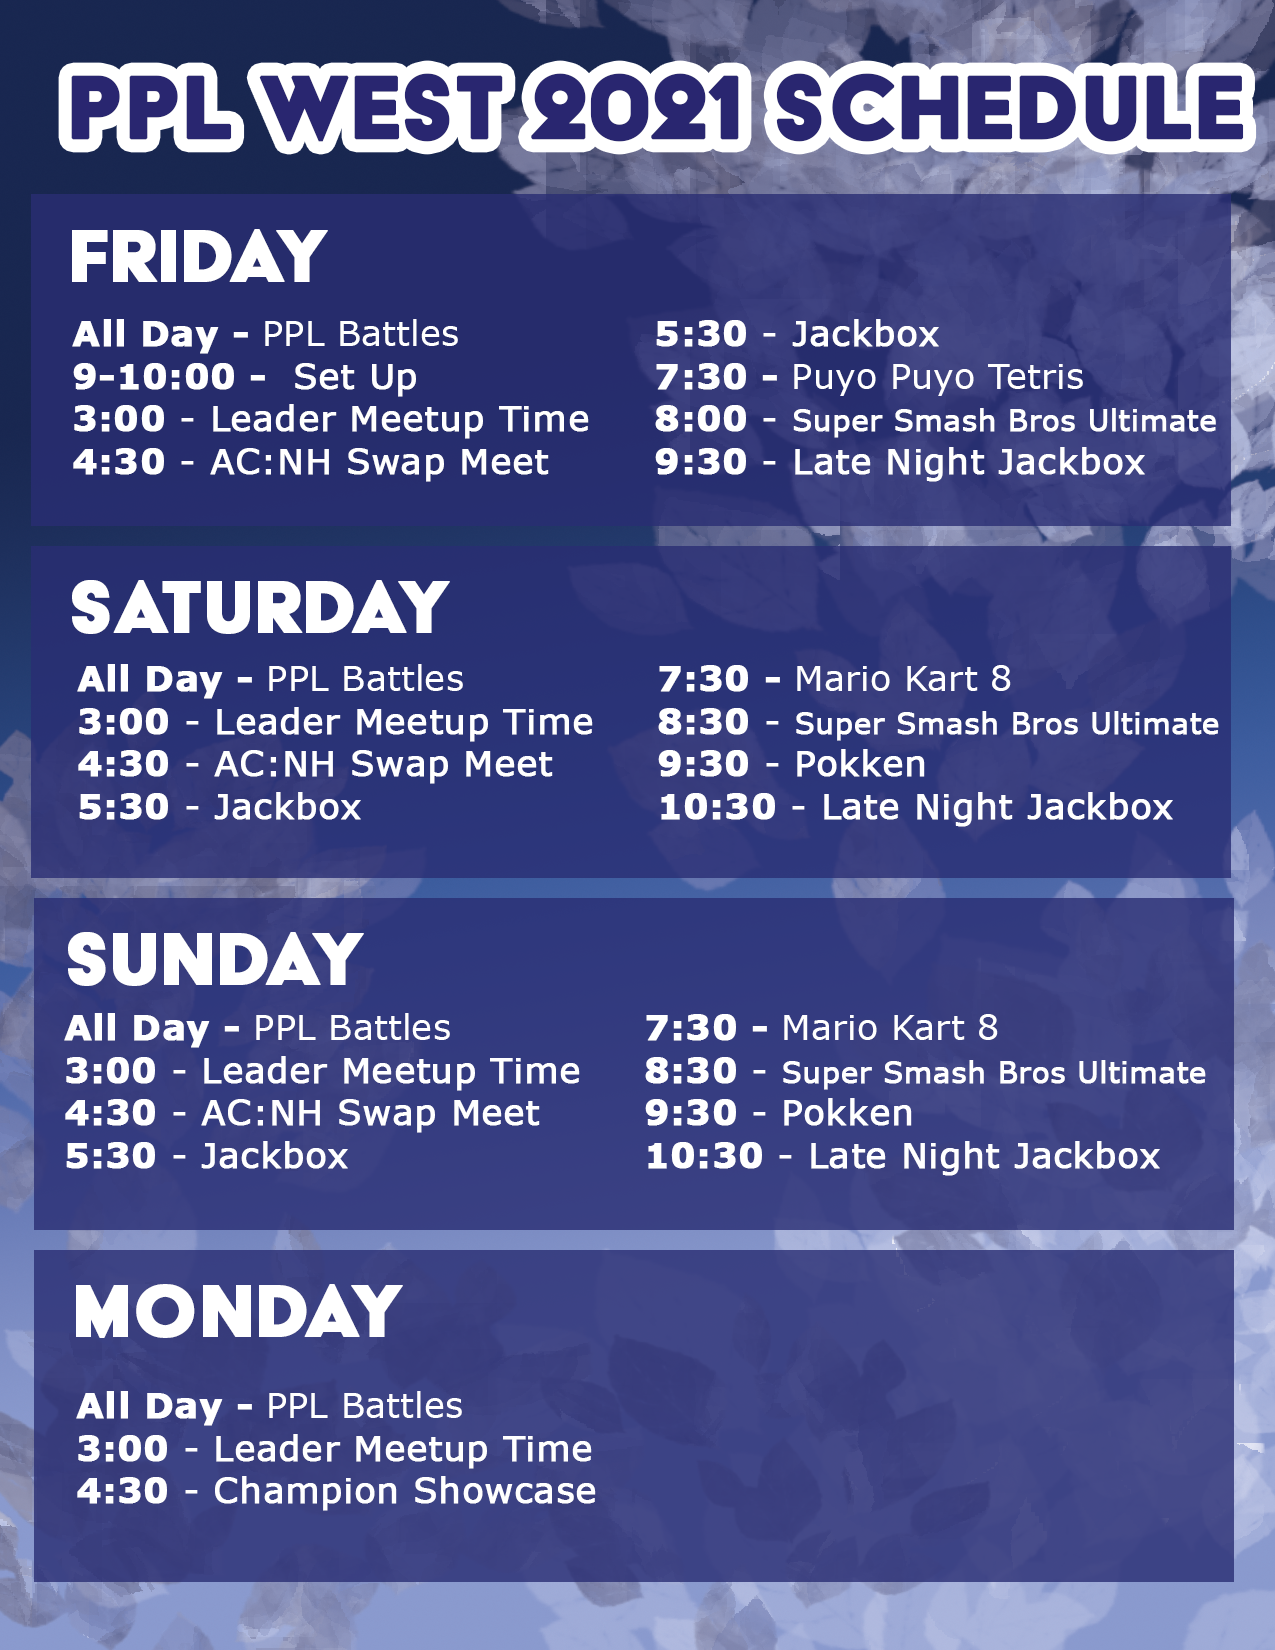 PPL WEST 2021 SCHEDULE
FRIDAY
All Day - PPL Battles
9-10:00 - Set Up
3:00 - Leader Meetup Time
4:30 - AC:NH Swap Meet
5:30 - Jackbox
7:30 - Puyo Puyo Tetris
8:00 - Super Smash Bros Ultimate
9:30 - Late Night Jackbox
SATURDAY
All Day - PPL Battles
3:00 - Leader Meetup Time
4:30 - AC:NH Swap Meet
5:30 - Jackbox
7:30 - Mario Kart 8
8:30 - Super Smash Bros Ultimate
9:30 - Pokken
10:30 - Late Night Jackbox
SUNDAY
All Day - PPL Battles
3:00 - Leader Meetup Time
4:30 - AC:NH Swap Meet
5:30 - Jackbox
7:30 - Mario Kart 8
8:30 - Super Smash Bros Ultimate
9:30 - Pokken
10:30 - Late Night Jackbox
MONDAY
All Day - PPL Battles
3:00 - Leader Meetup Time
4:30 - Champion Showcase